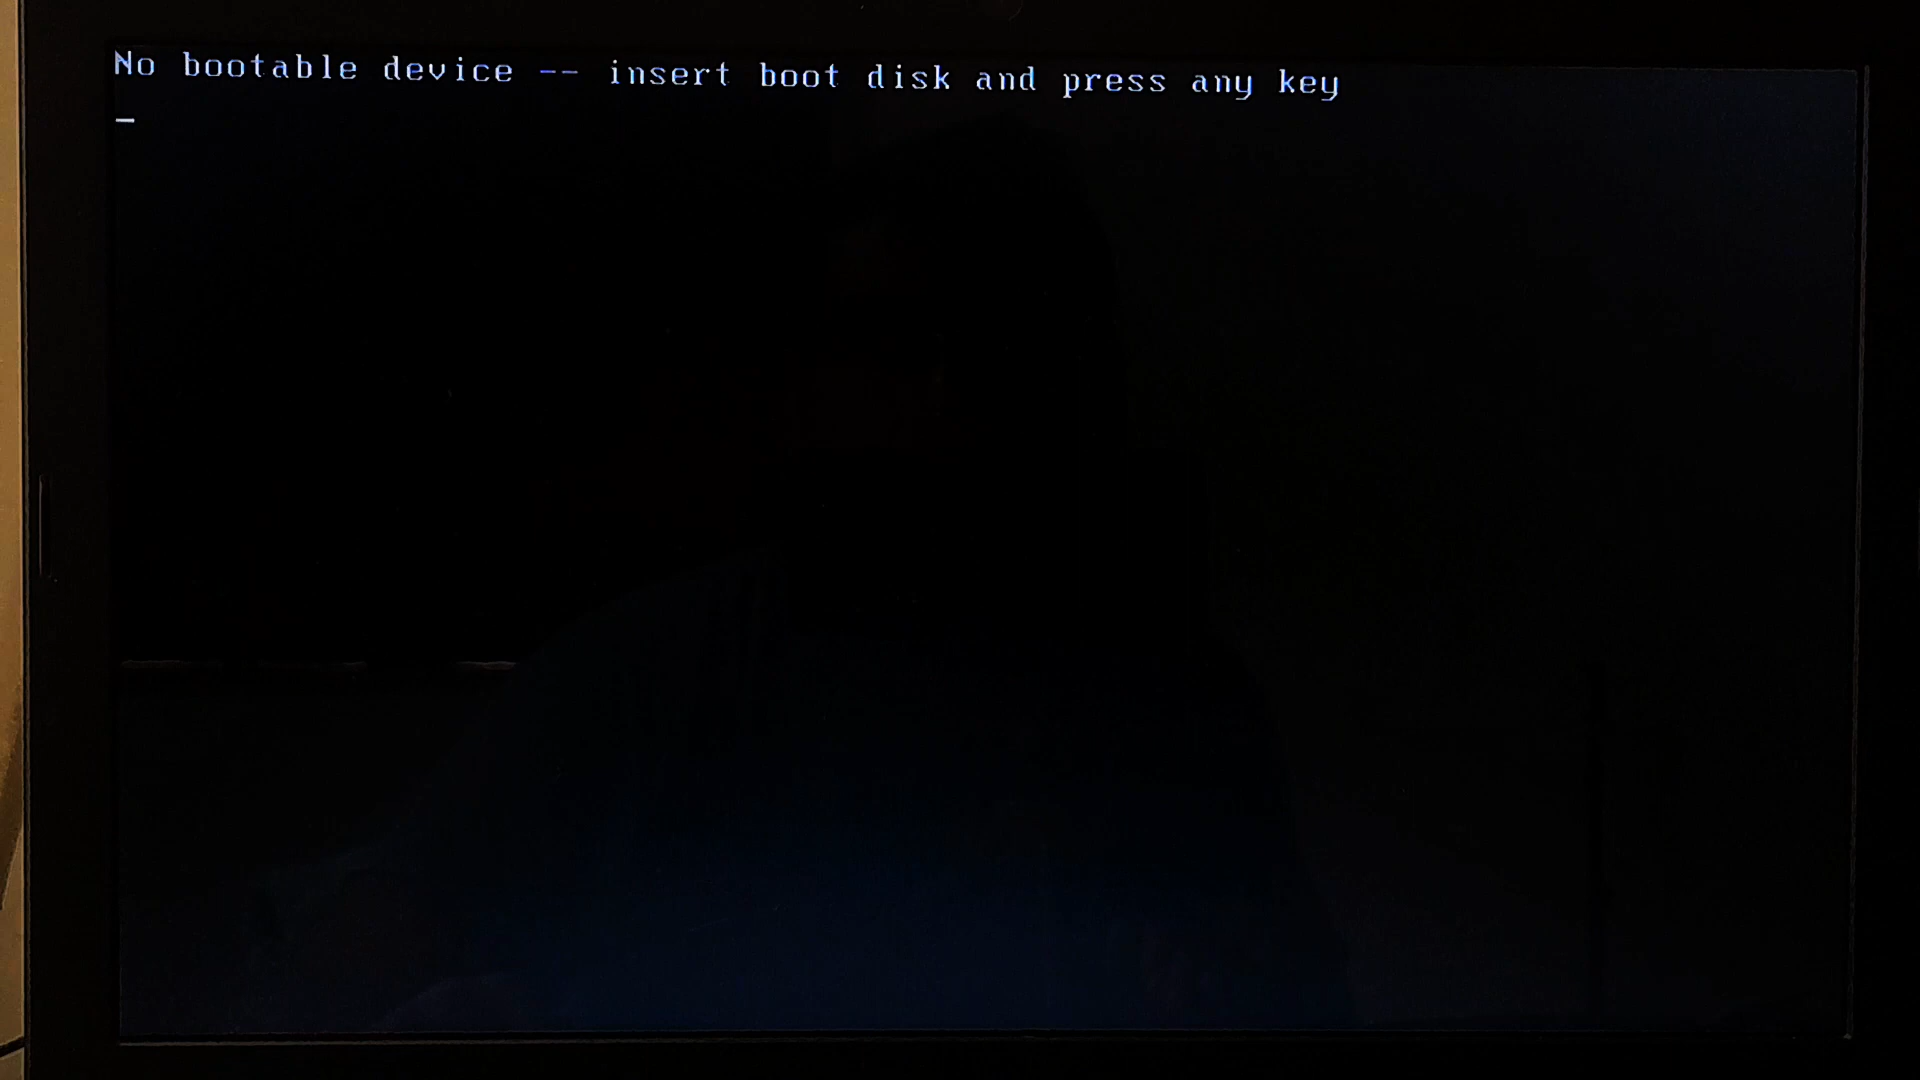 No bootable device -- insert boot disk and press any key
_